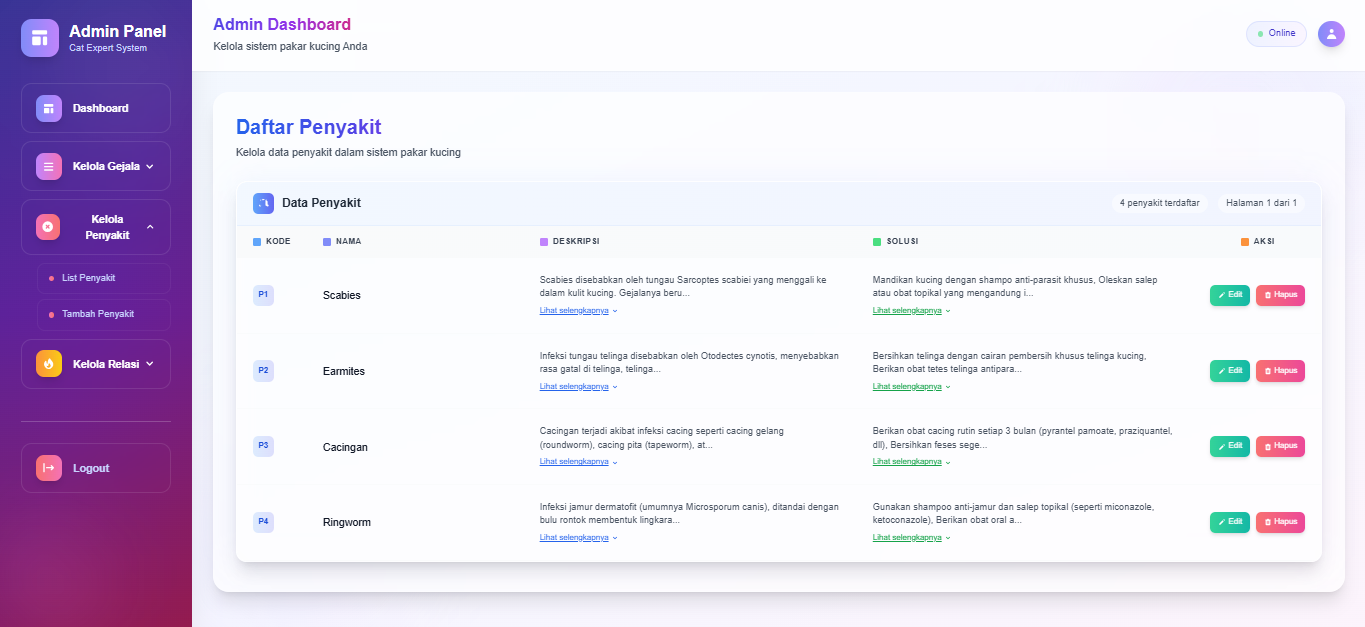 Admin Panel
Cat Expert System
Dashboard
Kelola Gejala
Kelola
Penyakit
List Penyakit
Tambah Penyakit
Kelola Relasi
Logout
Admin Dashboard
Kelola sistem pakar kucing Anda
Online
Daftar Penyakit
Kelola data penyakit dalam sistem pakar kucing
Data Penyakit
4 penyakit terdaftar
Halaman 1 dari 1
KODE NAMA DESKRIPSI SOLUSI AKSI
P1
Scabies
Scabies disebabkan oleh tungau Sarcoptes scabiei yang menggali ke
dalam kulit kucing. Gejalanya beru...
Lihat selengkapnya
Mandikan kucing dengan shampo anti-parasit khusus, Oleskan salep
atau obat topikal yang mengandung i...
Lihat selengkapnya
Edit Hapus
P2
Earmites
Infeksi tungau telinga disebabkan oleh Otodectes cynotis, menyebabkan
rasa gatal di telinga, telinga...
Lihat selengkapnya
Bersihkan telinga dengan cairan pembersih khusus telinga kucing,
Berikan obat tetes telinga antipara...
Lihat selengkapnya
Edit Hapus
P3
Cacingan
Cacingan terjadi akibat infeksi cacing seperti cacing gelang
(roundworm), cacing pita (tapeworm), at...
Lihat selengkapnya
Berikan obat cacing rutin setiap 3 bulan (pyrantel pamoate, praziquantel,
dll), Bersihkan feses sege...
Lihat selengkapnya
Edit Hapus
P4
Ringworm
Infeksi jamur dermatofit (umumnya Microsporum canis), ditandai dengan
bulu rontok membentuk lingkara...
Lihat selengkapnya
Gunakan shampoo anti-jamur dan salep topikal (seperti miconazole,
ketoconazole), Berikan obat oral a...
Lihat selengkapnya
Edit Hapus